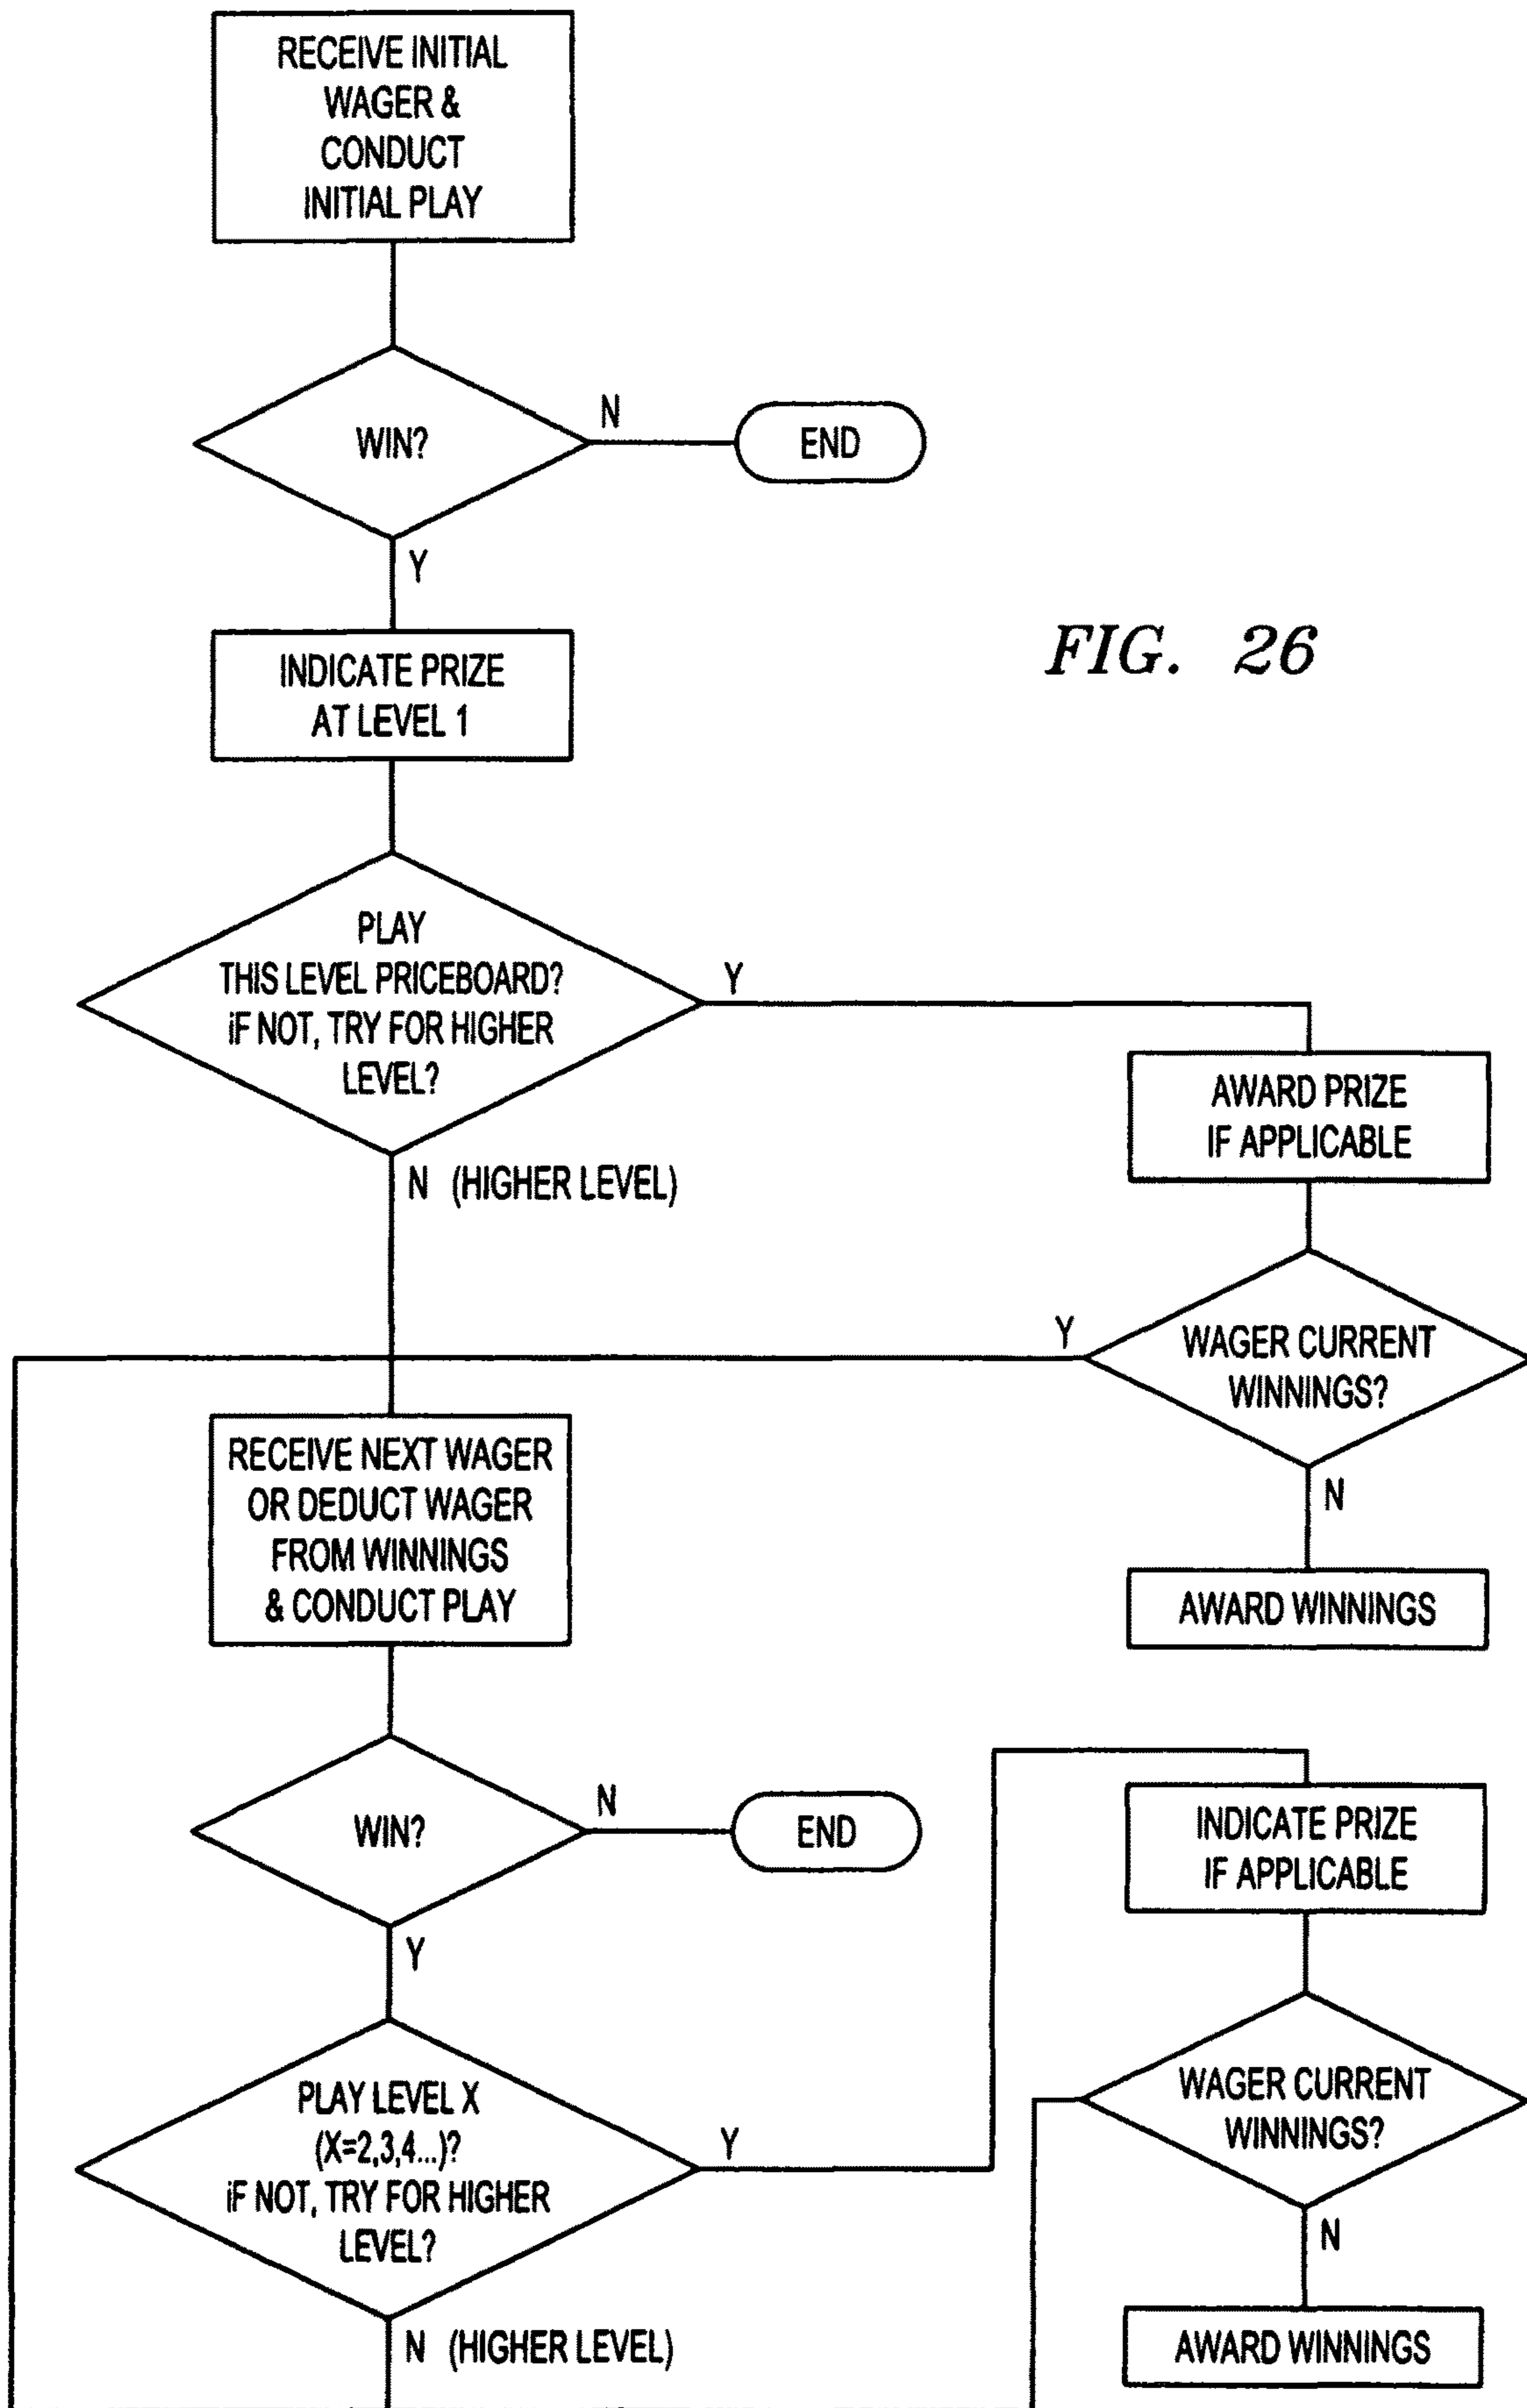 RECEIVE INITIAL
WAGER &
CONDUCT
INITIAL PLAY
WIN?
N
END
Y
INDICATE PRIZE
AT LEVEL 1
FIG. 26
PLAY
THIS LEVEL PRICEBOARD?
iF NOT, TRY FOR HIGHER
LEVEL?
Y
N (HIGHER LEVEL)
AWARD PRIZE
IF APPLICABLE
Y
WAGER CURRENT
WINNINGS?
N
AWARD WINNINGS
RECEIVE NEXT WAGER
OR DEDUCT WAGER
FROM WINNINGS
& CONDUCT PLAY
WIN?
N
END
Y
PLAY LEVEL X
(X=2,3,4...)?
iF NOT, TRY FOR HIGHER
LEVEL?
Y
N (HIGHER LEVEL)
INDICATE PRIZE
IF APPLICABLE
WAGER CURRENT
WINNINGS?
N
AWARD WINNINGS